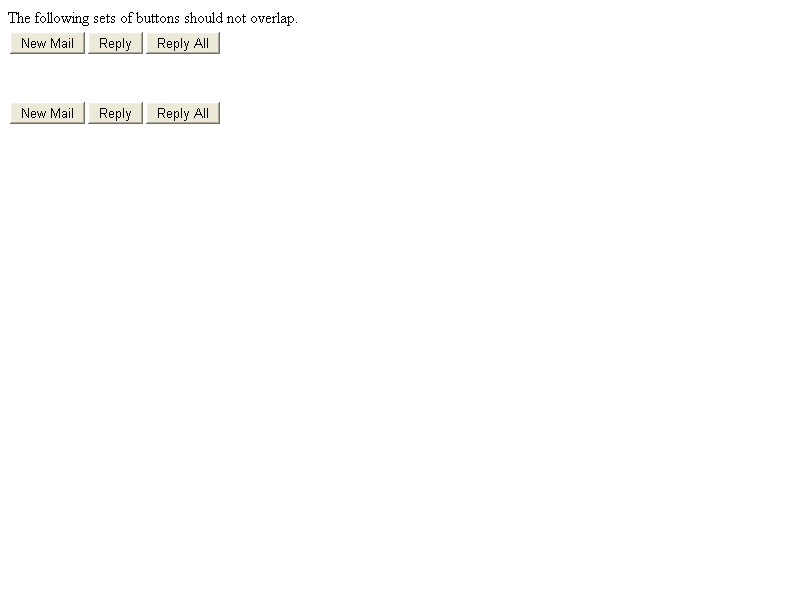 The following sets of buttons should not overlap.
New Mail Reply Reply All
New Mail Reply Reply All